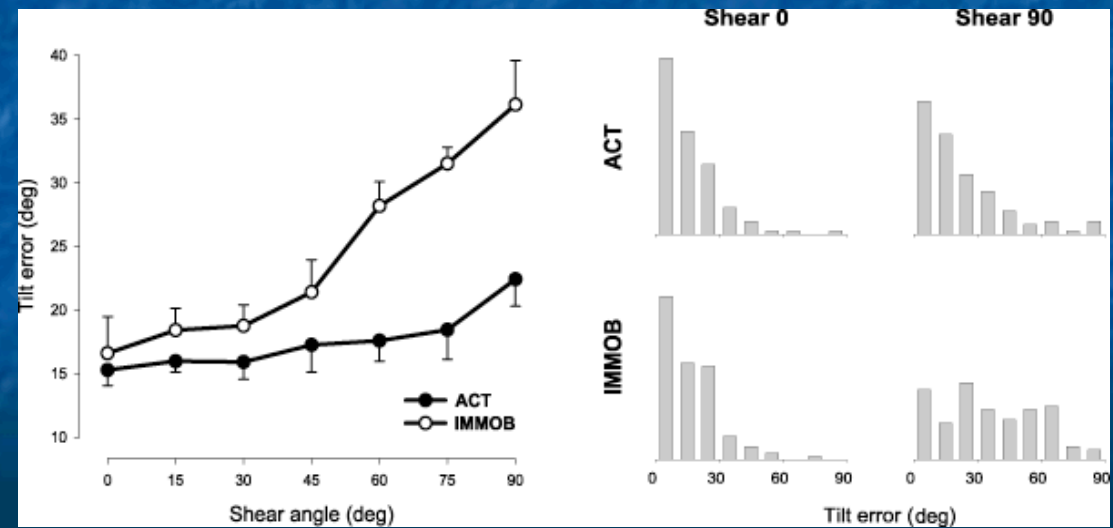 40
35
30
25
20
15
10
Tilt error (deg)
ACT
IMMOB
0 15 30 45 60 75 90
Shear angle (deg)
Shear 0 Shear 90
ACT
IMMOB
0 30 60 90 0 30 60 90
Tilt error (deg)